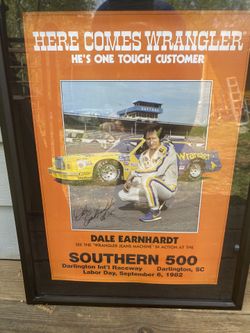 HERE COMES WRANGLER
HE'S ONE TOUGH CUSTOMER
Wrangler
DALE EARNHARDT
SEE THE "WRANGLER JEANS MACHINE" IN ACTION AT THE
SOUTHERN 500
Darlington Int'l Raceway Darlington, SC
Labor Day, September 6, 1982